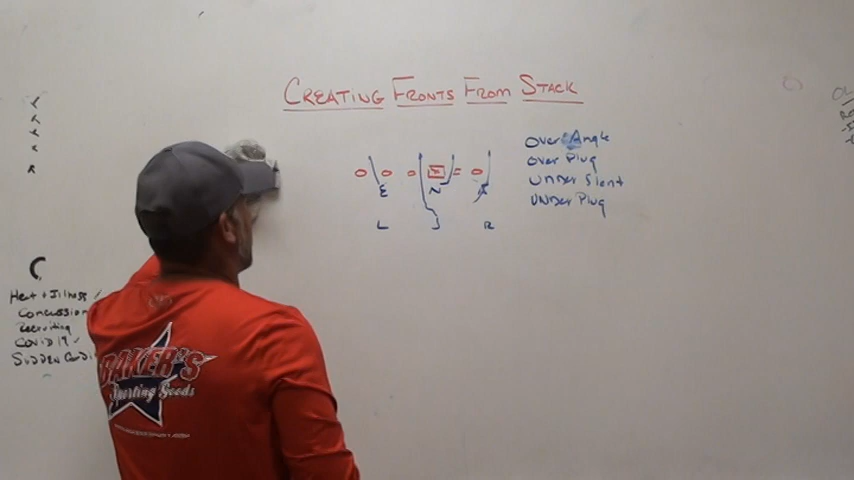 CREATING FRONTS FROM STACK
Over Angle
Over Plug
Under Slant
Under Plug
E N
L J R
R
Heat + Illness
Concussion
Recruiting
COVID 19
SUDDEN
BAKER'S
Sporting Goods